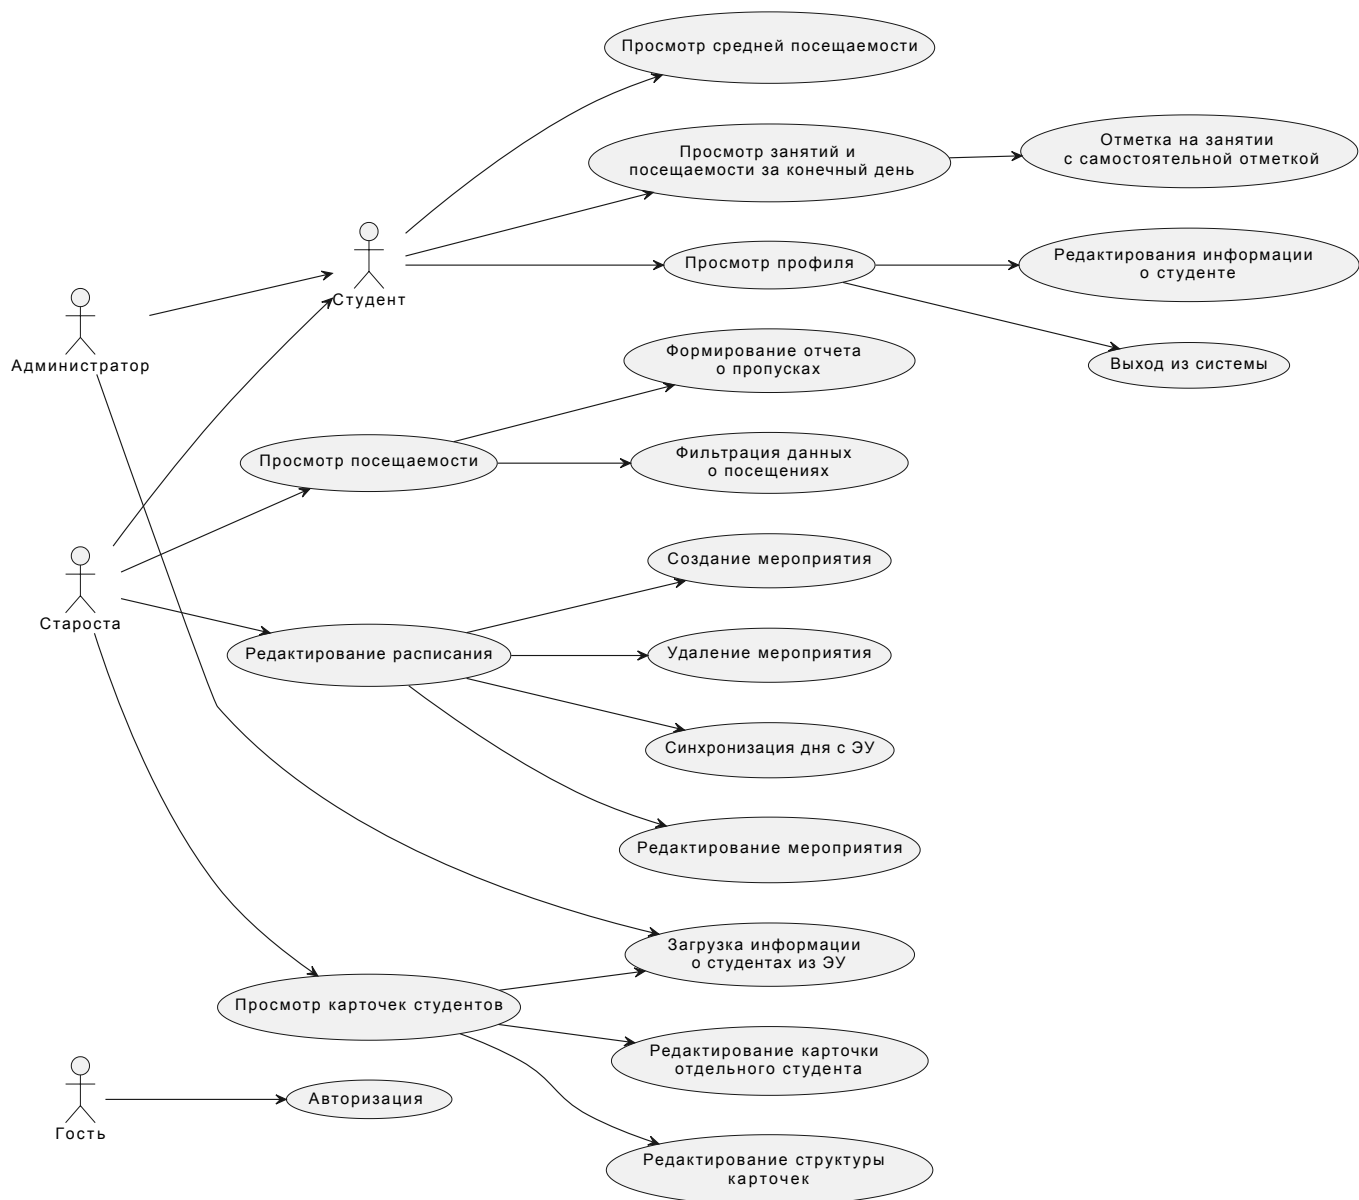 Просмотр средней посещаемости
Просмотр занятий и
посещаемости за конечный день
Отметка на занятии
с самостоятельной отметкой
Студент
Просмотр профиля
Редактирования информации
о студенте
Администратор
Формирование отчета
о пропусках
Выход из системы
Просмотр посещаемости
Фильтрация данных
о посещениях
Создание мероприятия
Староста
Редактирование расписания
Удаление мероприятия
Синхронизация дня с ЭУ
Редактирование мероприятия
Загрузка информации
о студентах из ЭУ
Просмотр карточек студентов
Редактирование карточки
отдельного студента
Гость
Авторизация
Редактирование структуры
карточек